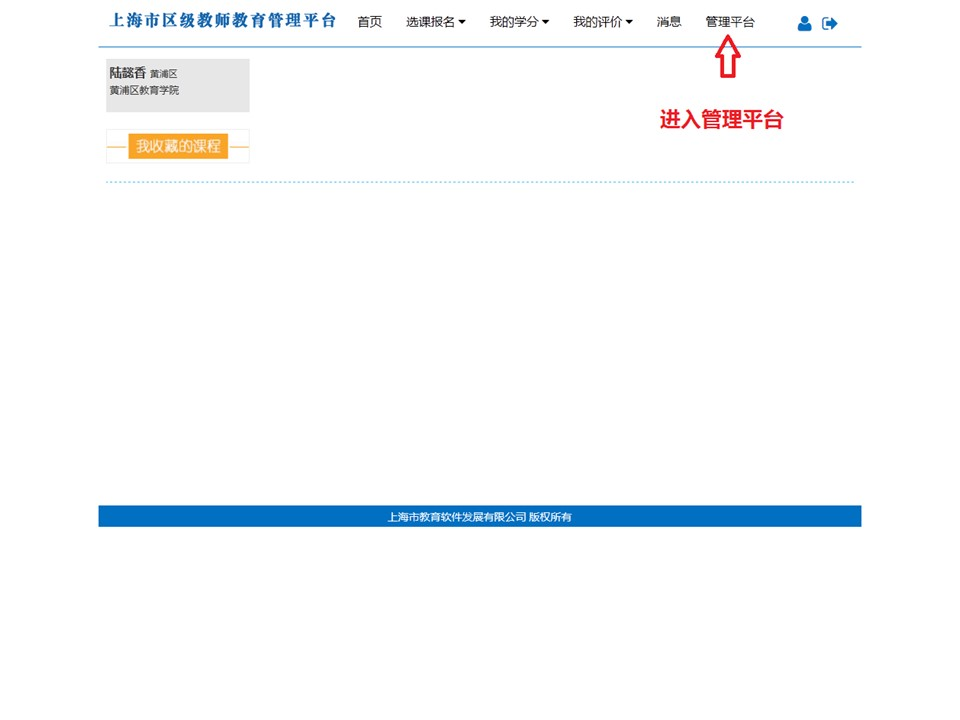 上海市区级教师教育管理平台 首页 选课报名 我的学分 我的评价 消息 管理平台
陆懿香 黄浦区
黄浦区教育学院
进入管理平台
我收藏的课程
上海市教育软件发展有限公司 版权所有